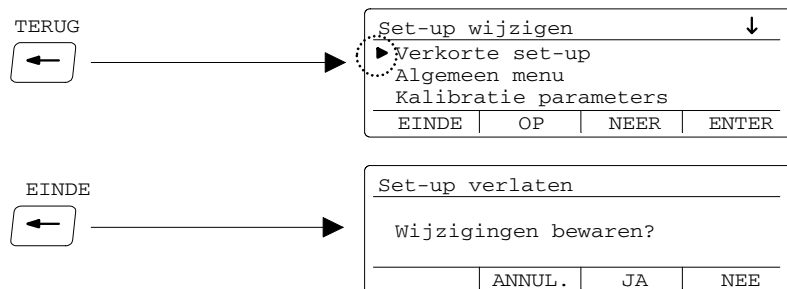 TERUG
Set-up wijzigen ↓
Verkorte set-up
Algemeen menu
Kalibratie parameters
EINDE OP NEER ENTER
EINDE
Set-up verlaten
Wijzigingen bewaren?
ANNUL. JA NEE